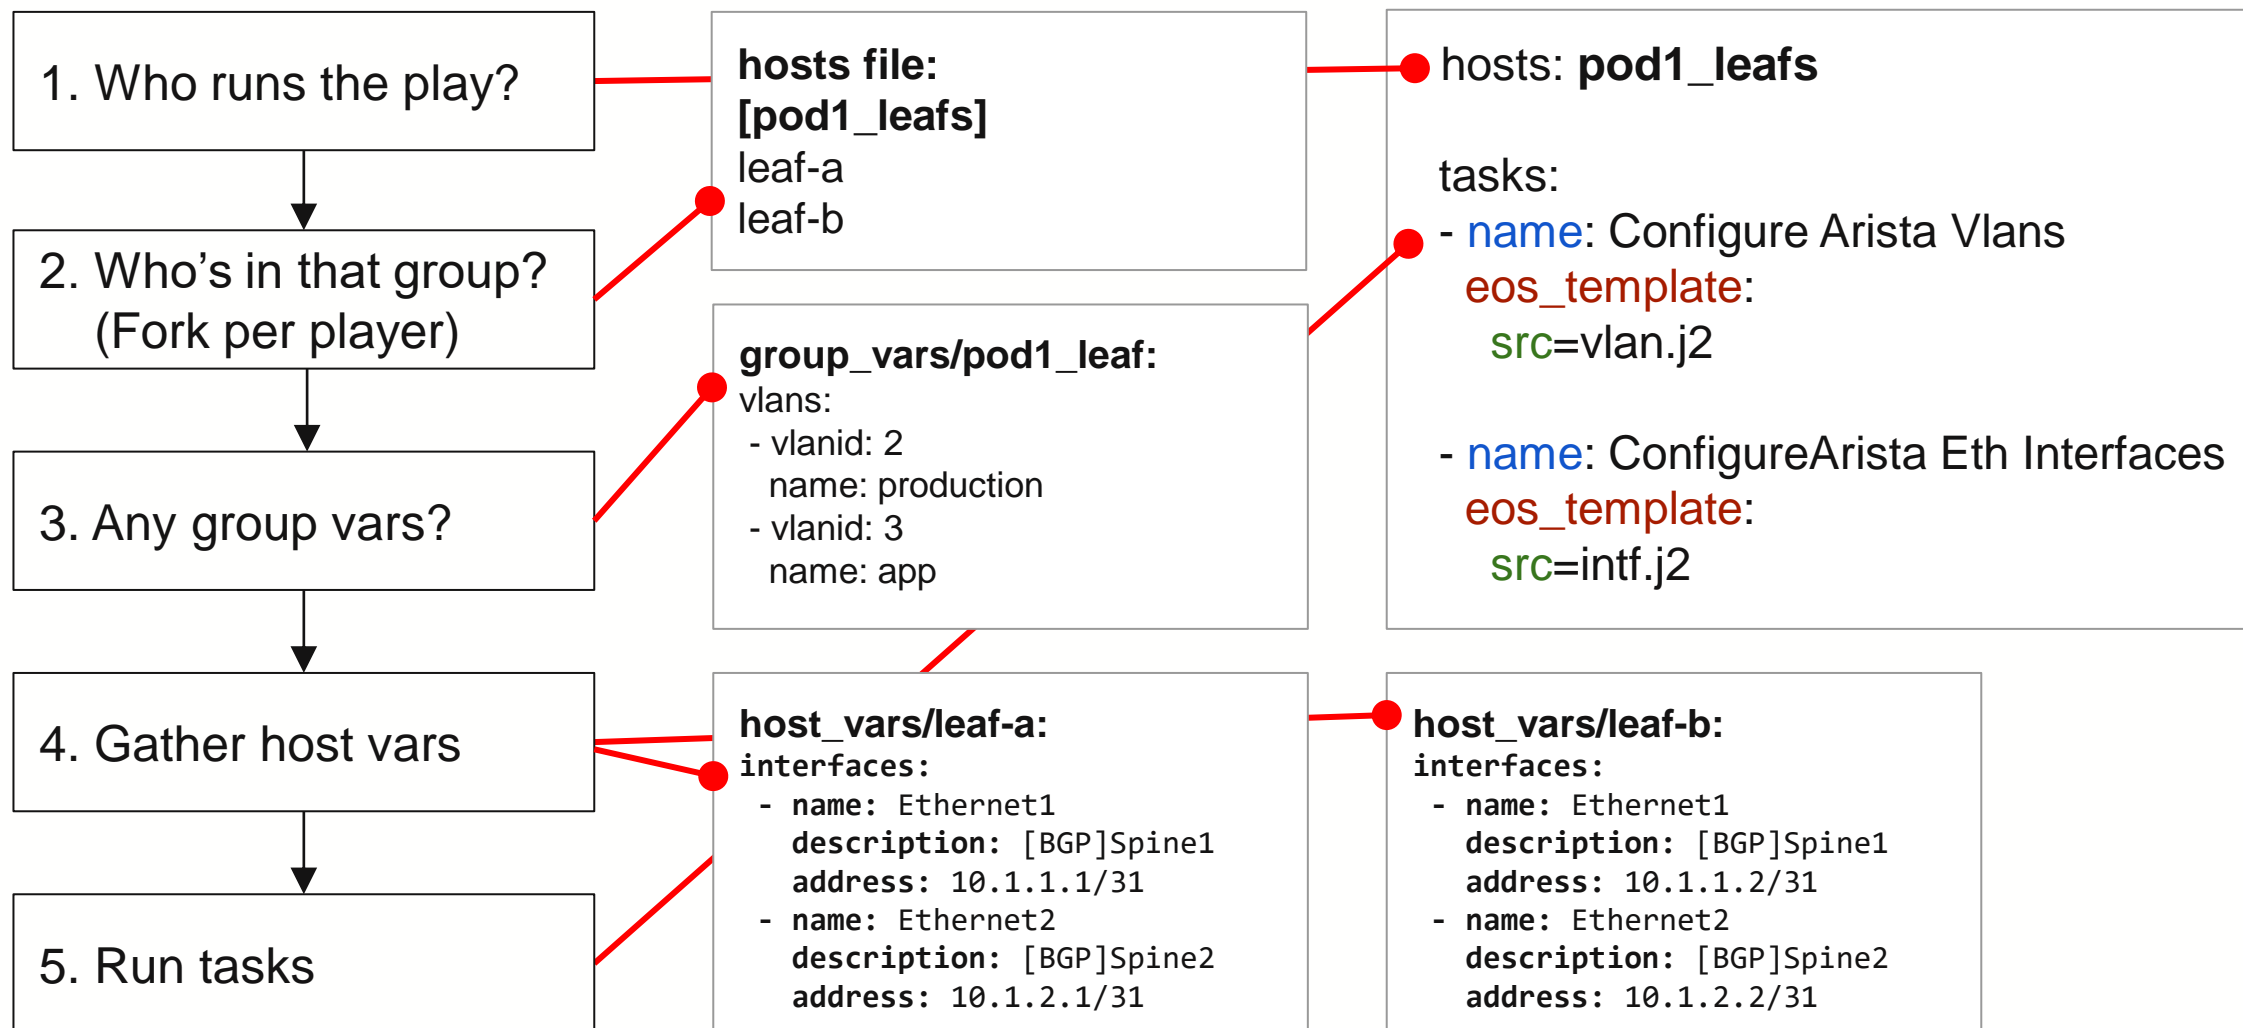 1. Who runs the play?
2. Who's in that group?
(Fork per player)
3. Any group vars?
4. Gather host vars
5. Run tasks
hosts file:
[pod1_leafs]
leaf-a
leaf-b
group_vars/pod1_leaf:
vlans:
- vlanid: 2
name: production
- vlanid: 3
name: app
host_vars/leaf-a:
interfaces:
- name: Ethernet1
description: [BGP]Spine1
address: 10.1.1.1/31
- name: Ethernet2
description: [BGP]Spine2
address: 10.1.2.1/31
hosts: pod1_leafs
tasks:
- name: Configure Arista Vlans
eos_template:
src=vlan.j2
- name: ConfigureArista Eth Interfaces
eos_template:
src=intf.j2
host_vars/leaf-b:
interfaces:
- name: Ethernet1
description: [BGP]Spine1
address: 10.1.1.2/31
- name: Ethernet2
description: [BGP]Spine2
address: 10.1.2.2/31